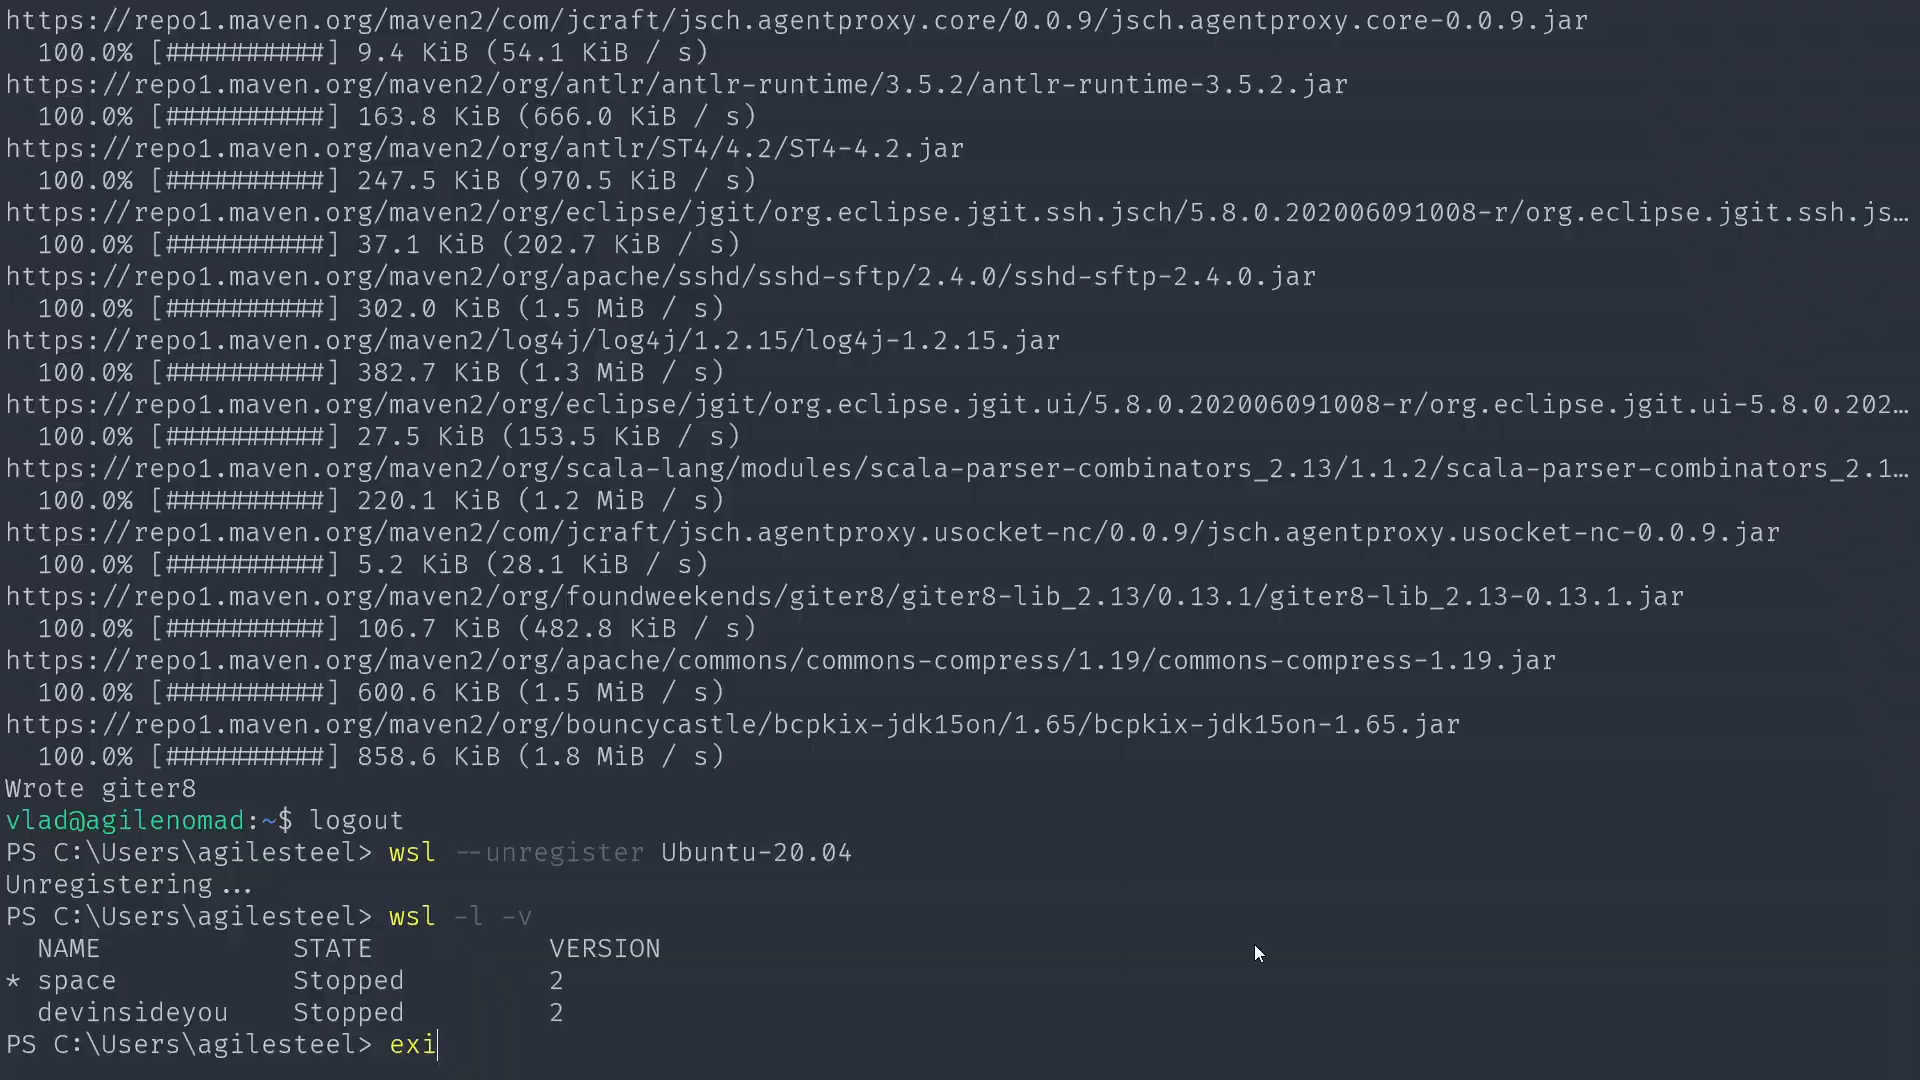 https://repo1.maven.org/maven2/com/jcraft/jsch.agentproxy.core/0.0.9/jsch.agentproxy.core-0.0.9.jar
100.0% [##########] 9.4 KiB (54.1 KiB / s)
https://repo1.maven.org/maven2/org/antlr/antlr-runtime/3.5.2/antlr-runtime-3.5.2.jar
100.0% [##########] 163.8 KiB (666.0 KiB / s)
https://repo1.maven.org/maven2/org/antlr/ST4/4.2/ST4-4.2.jar
100.0% [##########] 247.5 KiB (970.5 KiB / s)
https://repo1.maven.org/maven2/org/eclipse/jgit/org.eclipse.jgit.ssh.jsch/5.8.0.202006091008-r/org.eclipse.jgit.ssh.js…
100.0% [##########] 37.1 KiB (202.7 KiB / s)
https://repo1.maven.org/maven2/org/apache/sshd/sshd-sftp/2.4.0/sshd-sftp-2.4.0.jar
100.0% [##########] 302.0 KiB (1.5 MiB / s)
https://repo1.maven.org/maven2/log4j/log4j/1.2.15/log4j-1.2.15.jar
100.0% [##########] 382.7 KiB (1.3 MiB / s)
https://repo1.maven.org/maven2/org/eclipse/jgit/org.eclipse.jgit.ui/5.8.0.202006091008-r/org.eclipse.jgit.ui-5.8.0.202…
100.0% [##########] 27.5 KiB (153.5 KiB / s)
https://repo1.maven.org/maven2/org/scala-lang/modules/scala-parser-combinators_2.13/1.1.2/scala-parser-combinators_2.1…
100.0% [##########] 220.1 KiB (1.2 MiB / s)
https://repo1.maven.org/maven2/com/jcraft/jsch.agentproxy.usocket-nc/0.0.9/jsch.agentproxy.usocket-nc-0.0.9.jar
100.0% [##########] 5.2 KiB (28.1 KiB / s)
https://repo1.maven.org/maven2/org/foundweekends/giter8/giter8-lib_2.13/0.13.1/giter8-lib_2.13-0.13.1.jar
100.0% [##########] 106.7 KiB (482.8 KiB / s)
https://repo1.maven.org/maven2/org/apache/commons/commons-compress/1.19/commons-compress-1.19.jar
100.0% [##########] 600.6 KiB (1.5 MiB / s)
https://repo1.maven.org/maven2/org/bouncycastle/bcpkix-jdk15on/1.65/bcpkix-jdk15on-1.65.jar
100.0% [##########] 858.6 KiB (1.8 MiB / s)
Wrote giter8
vlad@agilenomad:~$ logout
PS C:\Users\agilesteel> wsl --unregister Ubuntu-20.04
Unregistering...
PS C:\Users\agilesteel> wsl -l -v
NAME STATE VERSION
* space Stopped 2
devinsideyou Stopped 2
PS C:\Users\agilesteel> exi